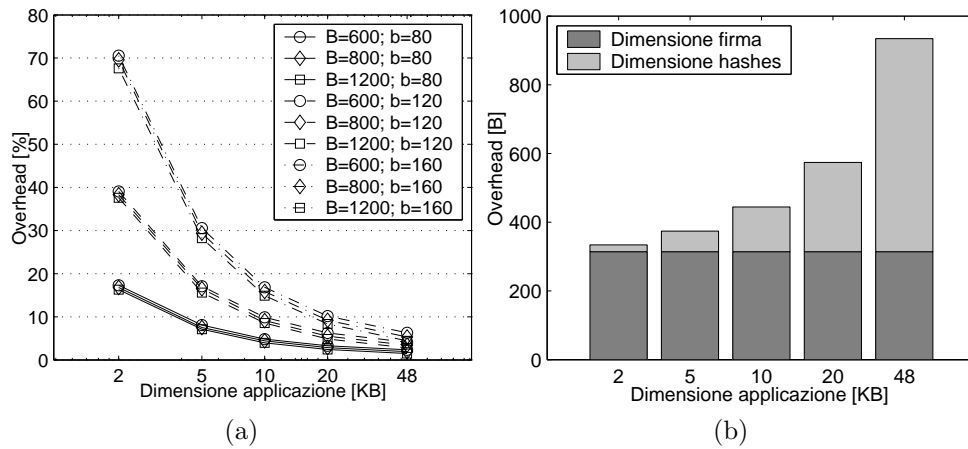 80
70
60
50
40
30
20
10
0
Overhead [%]
B=600; b=80
B=800; b=80
B=1200; b=80
B=600; b=120
B=800; b=120
B=1200; b=120
B=600; b=160
B=800; b=160
B=1200; b=160
2 5 10 20 48
Dimensione applicazione [KB]
(a)
1000
800
600
400
200
0
Overhead [B]
Dimensione firma
Dimensione hashes
2 5 10 20 48
Dimensione applicazione [KB]
(b)